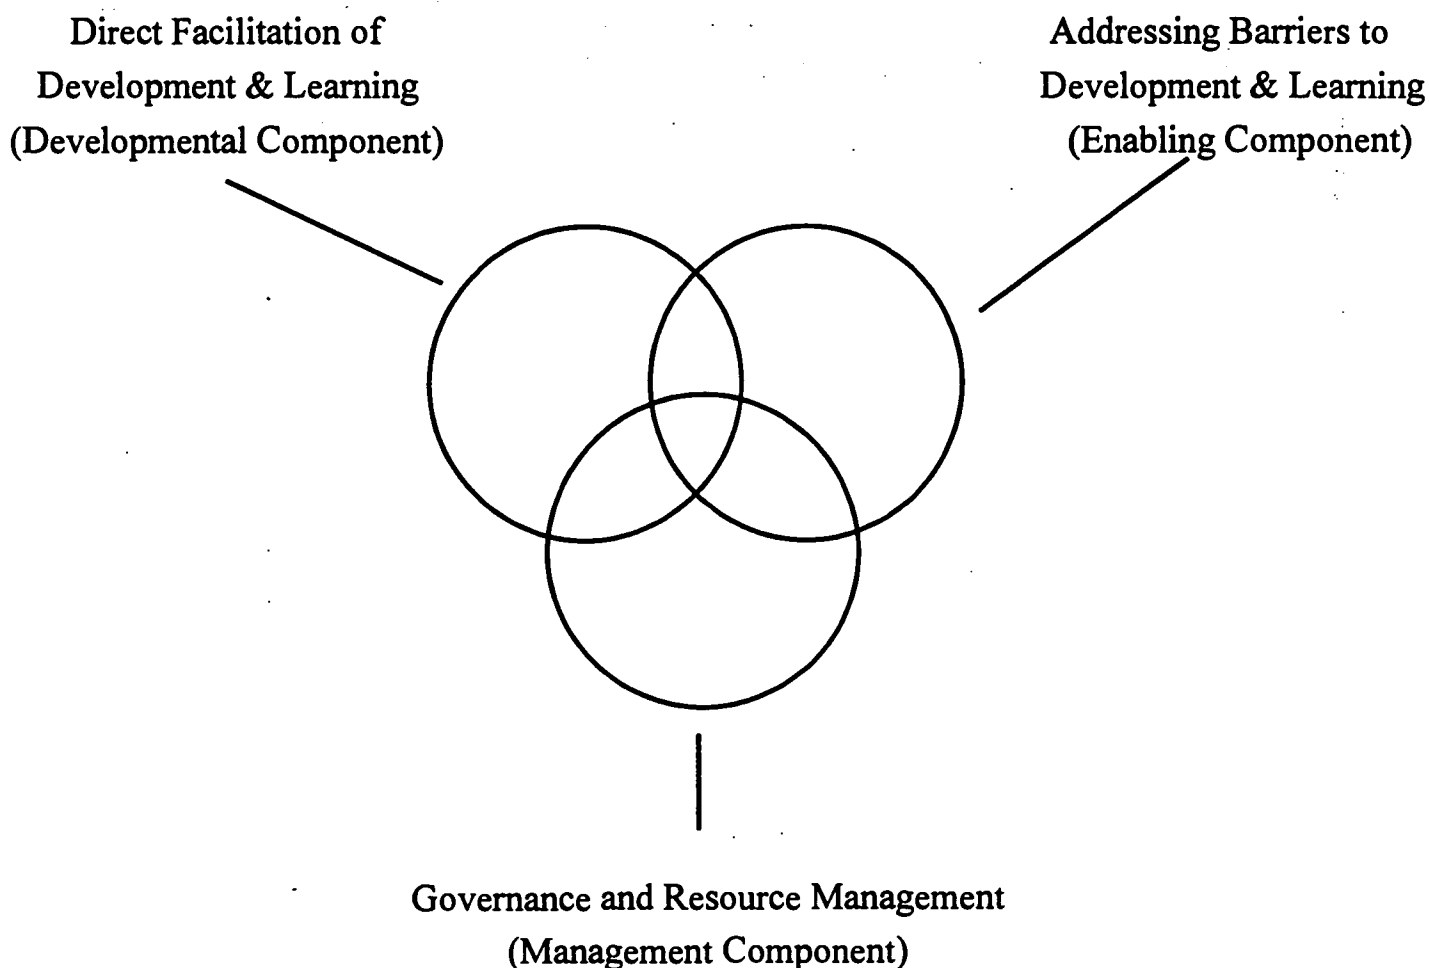 Direct Facilitation of
Development & Learning
(Developmental Component)
Addressing Barriers to
Development & Learning
(Enabling Component)
Governance and Resource Management
(Management Component)